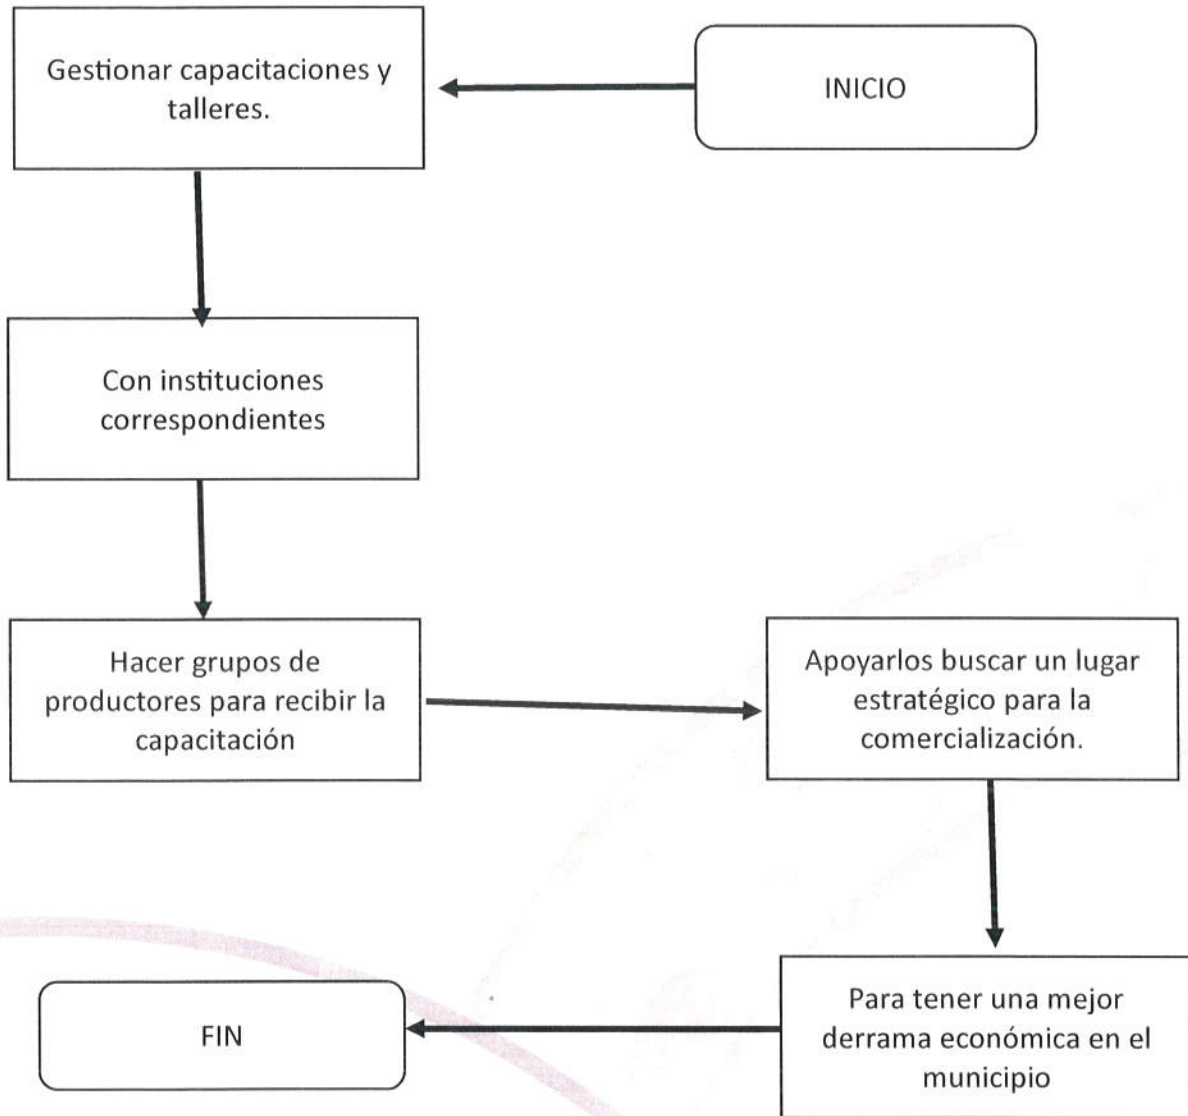 INICIO
Gestionar capacitaciones y
talleres.
Con instituciones
correspondientes
Hacer grupos de
productores para recibir la
capacitación
Apoyarlos buscar un lugar
estratégico para la
comercialización.
Para tener una mejor
derrama económica en el
municipio
FIN